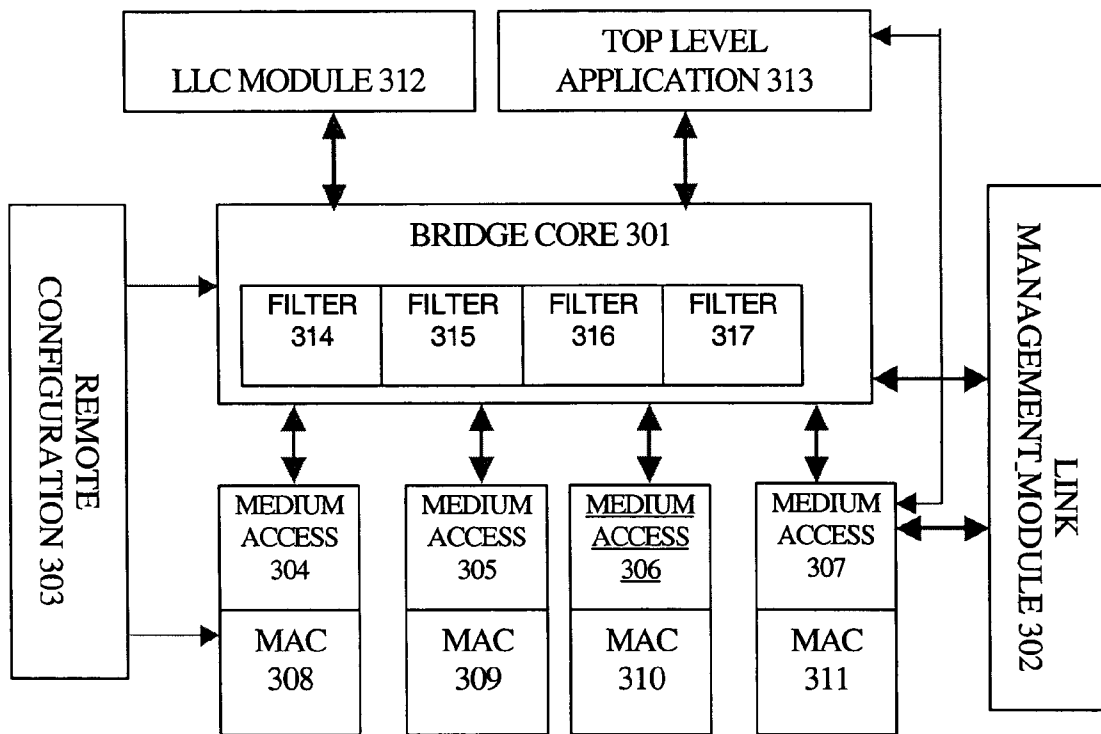 LLC MODULE 312
TOP LEVEL
APPLICATION 313
REMOTE
CONFIGURATION 303
BRIDGE CORE 301
FILTER
314
FILTER
315
FILTER
316
FILTER
317
LINK
MANAGEMENT_MODULE 302
MEDIUM
ACCESS
304
MEDIUM
ACCESS
305
MEDIUM
ACCESS
306
MEDIUM
ACCESS
307
MAC
308
MAC
309
MAC
310
MAC
311